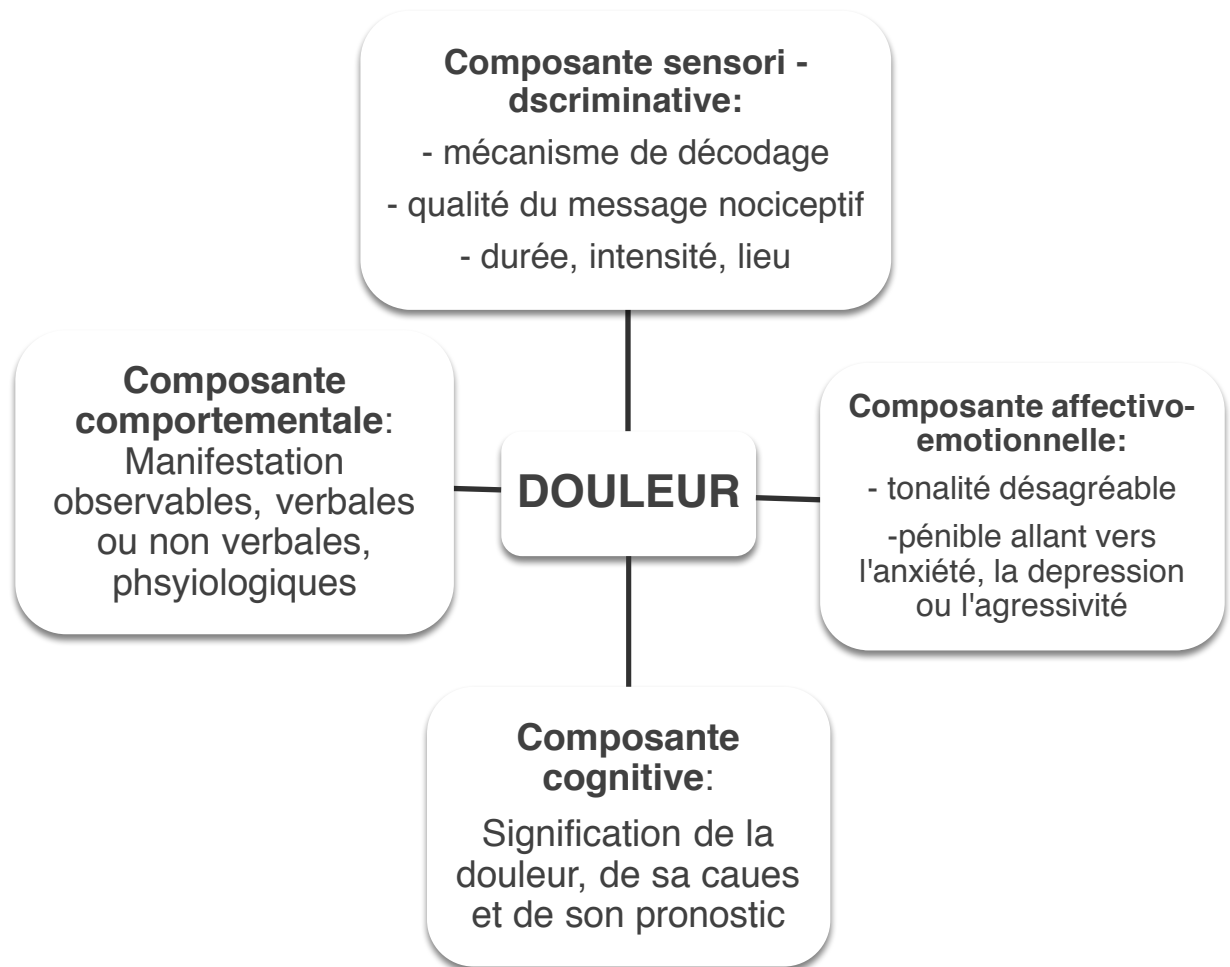 Composante sensori -
dscriminative:
- mécanisme de décodage
- qualité du message nociceptif
- durée, intensité, lieu
Composante
comportementale:
Manifestation
observables, verbales
ou non verbales,
phsyiologiques
DOULEUR
Composante affectivo-
emotionnelle:
- tonalité désagréable
-pénible allant vers
l'anxiété, la depression
ou l'agressivité
Composante
cognitive:
Signification de la
douleur, de sa caues
et de son pronostic